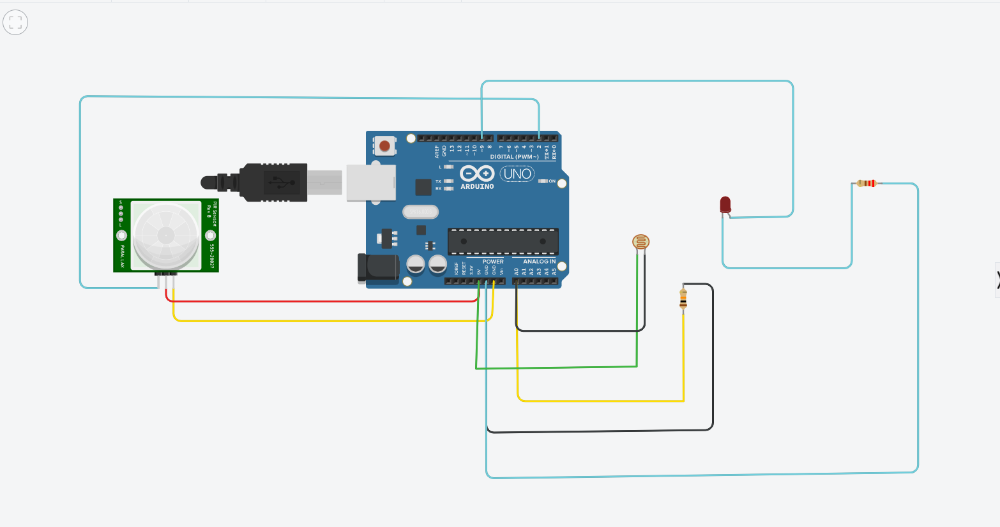 AREF
GND
13
12
~11
~10
~9
8
7
~6
~5
4
~3
2
TX→1
RX←0
DIGITAL (PWM~)
L
TX
RX
ARDUINO
UNO
ON
S
L
PIR SENSOR
REV B
PARALLAX
555-28027
POWER
ANALOG IN
IOREF
RESET
3.3V
5V
GND
GND
Vin
A0
A1
A2
A3
A4
A5